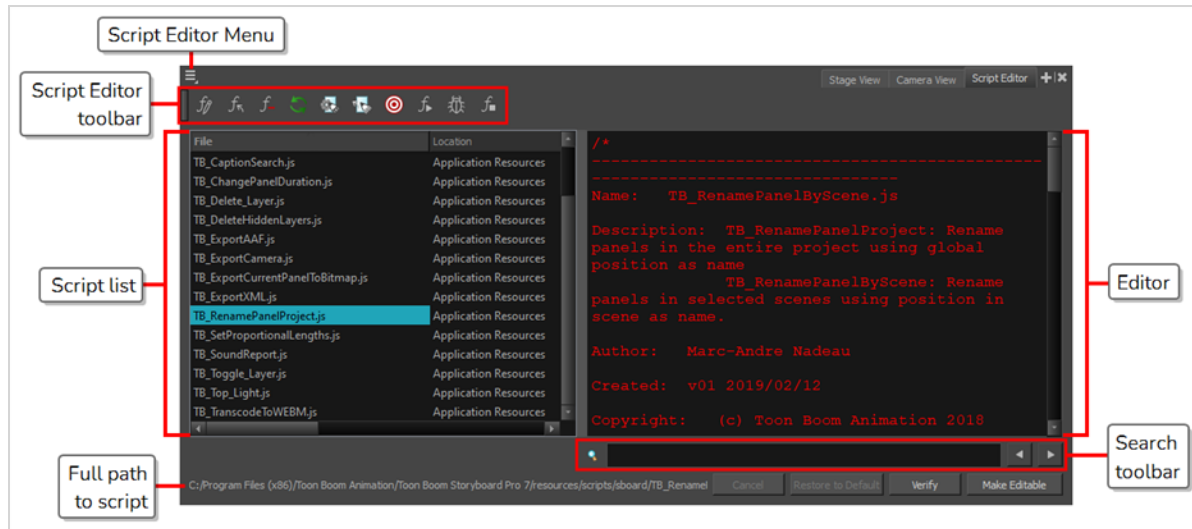 Script Editor Menu
Stage View Camera View Script Editor
Script Editor
toolbar
File Location
TB_CaptionSearch.js Application Resources
TB_ChangePanelDuration.js Application Resources
TB_Delete_Layer.js Application Resources
TB_DeleteHiddenLayers.js Application Resources
TB_ExportAAF.js Application Resources
TB_ExportCamera.js Application Resources
TB_ExportCurrentPanelToBitmap.js Application Resources
TB_ExportXML.js Application Resources
TB_RenamePanelProject.js Application Resources
TB_SetProportionalLengths.js Application Resources
TB_SoundReport.js Application Resources
TB_Toggle_Layer.js Application Resources
TB_Top_Light.js Application Resources
TB_TranscodeToWEBM.js Application Resources
Script list
/*
-----------------------------------------------
--------------------------------
Name: TB_RenamePanelByScene.js
Description: TB_RenamePanelProject: Rename
panels in the entire project using global
position as name
TB_RenamePanelByScene: Rename
panels in selected scenes using position in
scene as name.
Author: Marc-Andre Nadeau
Created: v01 2019/02/12
Copyright: (c) Toon Boom Animation 2018
Editor
Search
toolbar
Full path
to script
C:/Program Files (x86)/Toon Boom Animation/Toon Boom Storyboard Pro 7/resources/scripts/sboard/TB_Renamel
Cancel Restore to Default Verify Make Editable